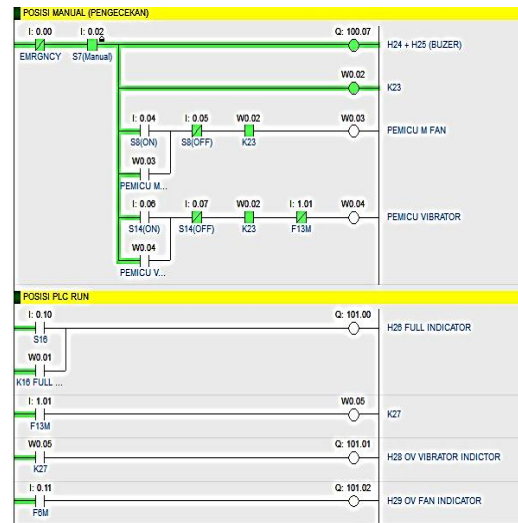 POSISI MANUAL (PENGECEKAN)
I: 0.00 I: 0.02 Q: 100.07
EMRGNCY S7(Manual) H24 + H25 (BUZER)
W0.02
K23
I: 0.04 I: 0.05 W0.02 W0.03
S8(ON) S8(OFF) K23 PEMICU M FAN
W0.03
PEMICU M...
I: 0.06 I: 0.07 W0.02 I: 1.01 W0.04
S14(ON) S14(OFF) K23 F13M PEMICU VIBRATOR
W0.04
PEMICU V...
POSISI PLC RUN
I: 0.10 Q: 101.00
S16 H26 FULL INDICATOR
W0.01
K16 FULL ...
I: 1.01 W0.05
F13M K27
W0.05 Q: 101.01
K27 H28 OV VIBRATOR INDICTOR
I: 0.11 Q: 101.02
F6M H29 OV FAN INDICATOR